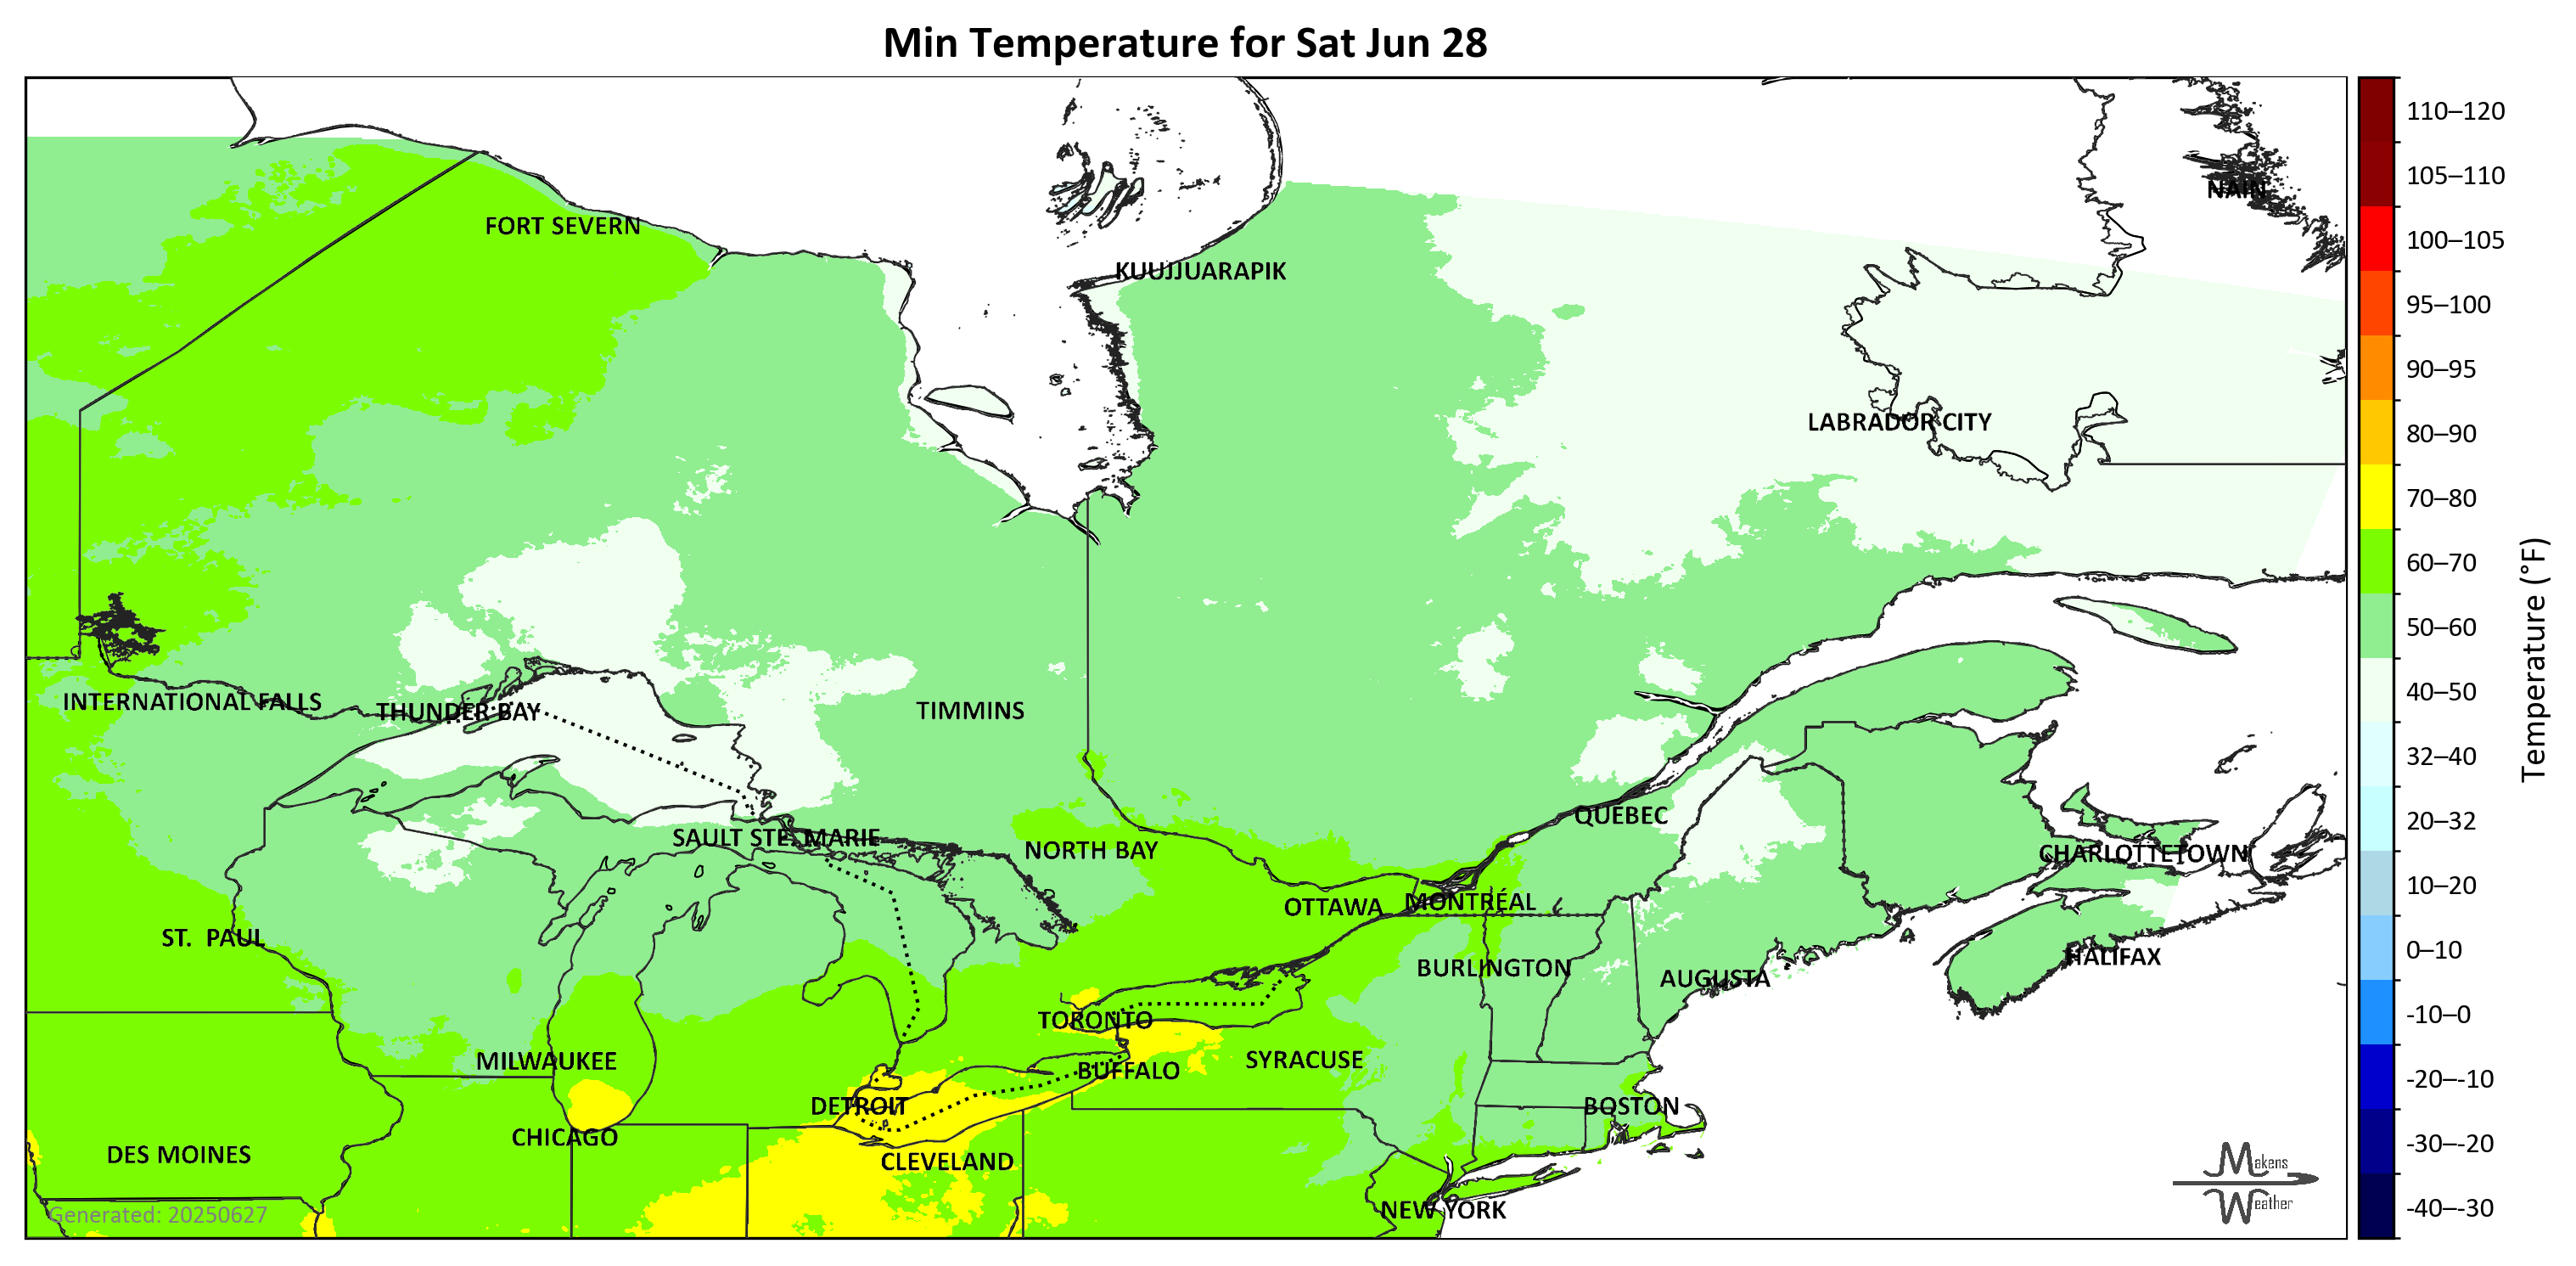 Min Temperature for Sat Jun 28
110–120
105–110
NAIN
FORT SEVERN
100–105
KUUJJUARAPIK
95–100
90–95
LABRADOR CITY
80–90
70–80
60–70
50–60
Temperature (°F)
40–50
INTERNATIONAL FALLS
THUNDER BAY
TIMMINS
32–40
QUEBEC
20–32
SAULT STE. MARIE
NORTH BAY
CHARLOTTETOWN
10–20
OTTAWA
MONTRÉAL
ST. PAUL
0–10
HALIFAX
BURLINGTON
AUGUSTA
-10–0
TORONTO
MILWAUKEE
SYRACUSE
BUFFALO
-20–-10
DETROIT
BOSTON
CHICAGO
-30–-20
DES MOINES
CLEVELAND
Makens
Weather
-40–-30
NEW YORK
Generated: 20250627